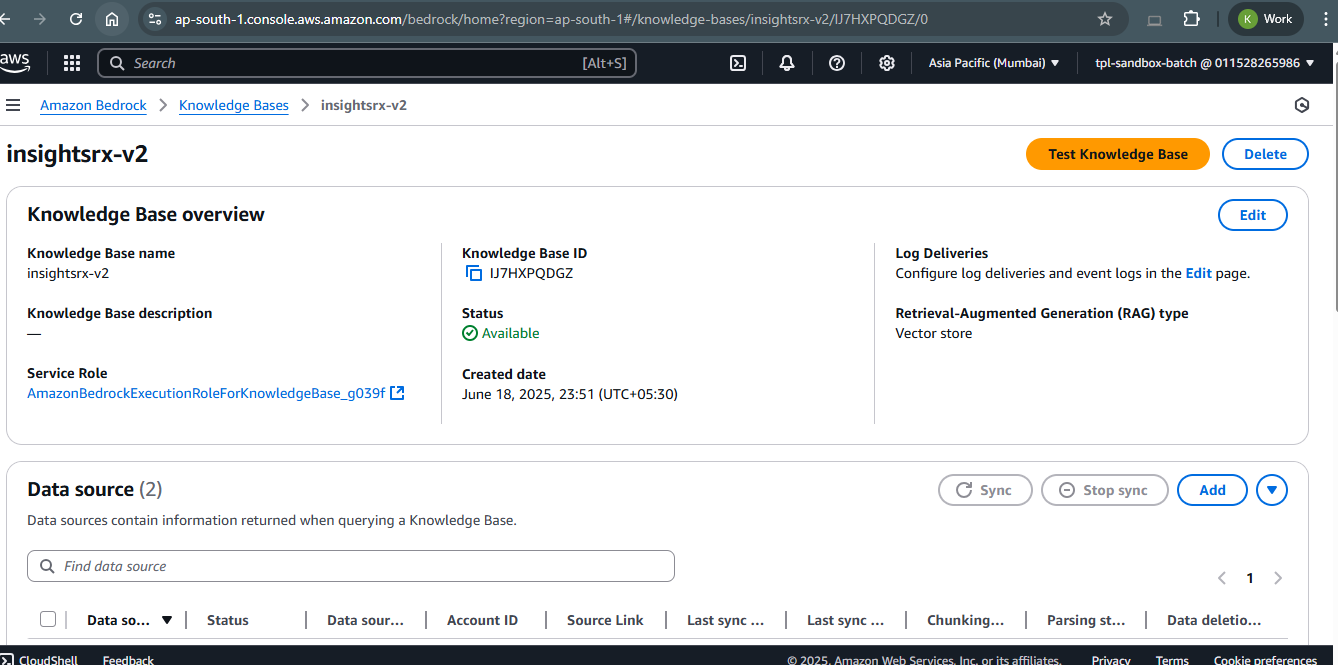 ap-south-1.console.aws.amazon.com/bedrock/home?region=ap-south-1#/knowledge-bases/insightsrx-v2/IJ7HXPQDGZ/0
K Work
aws
Search [Alt+S]
Asia Pacific (Mumbai) ▼
tpl-sandbox-batch @ 011528265986 ▼
Amazon Bedrock > Knowledge Bases > insightsrx-v2
insightsrx-v2
Test Knowledge Base
Delete
Knowledge Base overview
Edit
Knowledge Base name
insightsrx-v2
Knowledge Base description
—
Service Role
AmazonBedrockExecutionRoleForKnowledgeBase_g039f
Knowledge Base ID
IJ7HXPQDGZ
Status
Available
Created date
June 18, 2025, 23:51 (UTC+05:30)
Log Deliveries
Configure log deliveries and event logs in the Edit page.
Retrieval-Augmented Generation (RAG) type
Vector store
Data source (2)
Sync
Stop sync
Add
Data sources contain information returned when querying a Knowledge Base.
Find data source
1
Data so... ▼ Status Data sour... Account ID Source Link Last sync ... Last sync ... Chunking... Parsing st... Data deletio...
CloudShell Feedback © 2025, Amazon Web Services, Inc. or its affiliates. Privacy Terms Cookie preferences